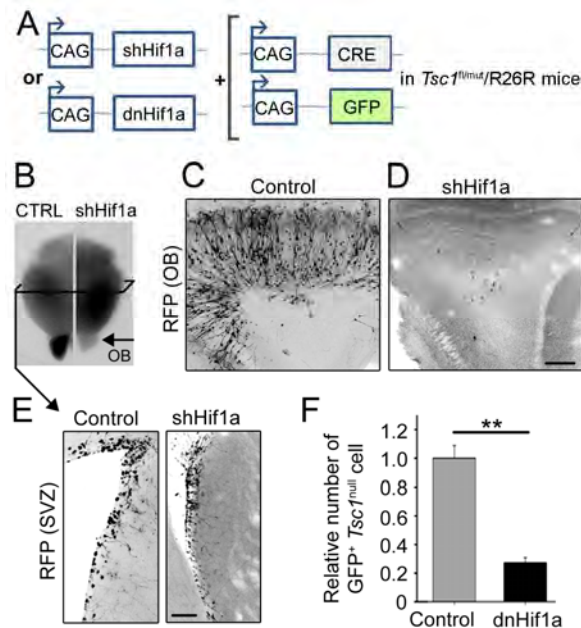 A
CAG shHif1a
or
CAG dnHif1a
+
CAG CRE
CAG GFP
in Tsc1fl/mut/R26R mice
B
CTRL shHif1a
OB
C
Control
RFP (OB)
D
shHif1a
E
Control shHif1a
RFP (SVZ)
F
Relative number of
GFP+ Tsc1null cell
**
1.2
1.0
0.8
0.6
0.4
0.2
0
Control dnHif1a